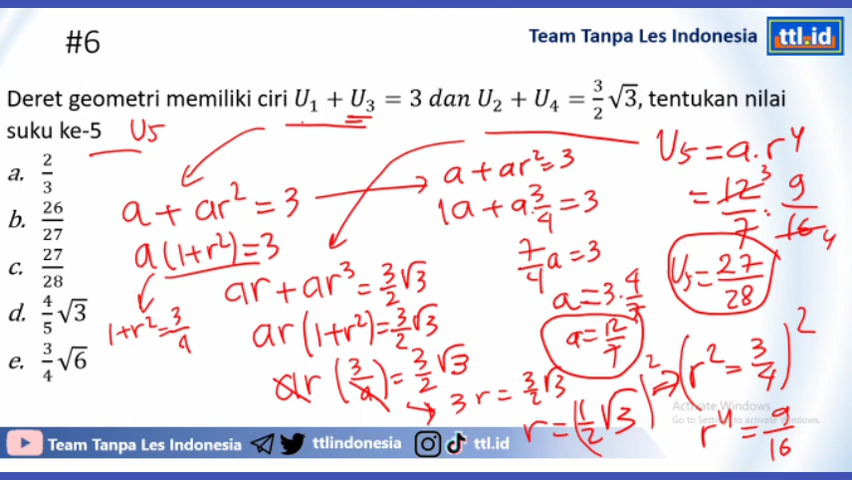 #6
Team Tanpa Les Indonesia
ttl.id
Deret geometri memiliki ciri U₁ + U₃ = 3 dan U₂ + U₄ = 3/2 √3, tentukan nilai
suku ke-5 U5
a. 2/3
b. 26/27
c. 27/28
d. 4/5 √3
e. 3/4 √6
a + ar² = 3
a(1+r²) = 3
1+r² = 3/a
ar + ar³ = 3/2 √3
ar(1+r²) = 3/2 √3
ar(3/a) = 3/2 √3
3r = 3/2 √3
r = (1/2 √3)²
a + ar² = 3
1a + a 3/4 = 3
7/4 a = 3
a = 3 · 4/7
a = 12/7
(r² = 3/4)²
r⁴ = 9/16
U5 = a.r⁴
= 12/7 : 9/16 3 4
U5 = 27/28
Activate Windows
Go to Settings to activate Windows.
Team Tanpa Les Indonesia
ttlindonesia
ttl.id